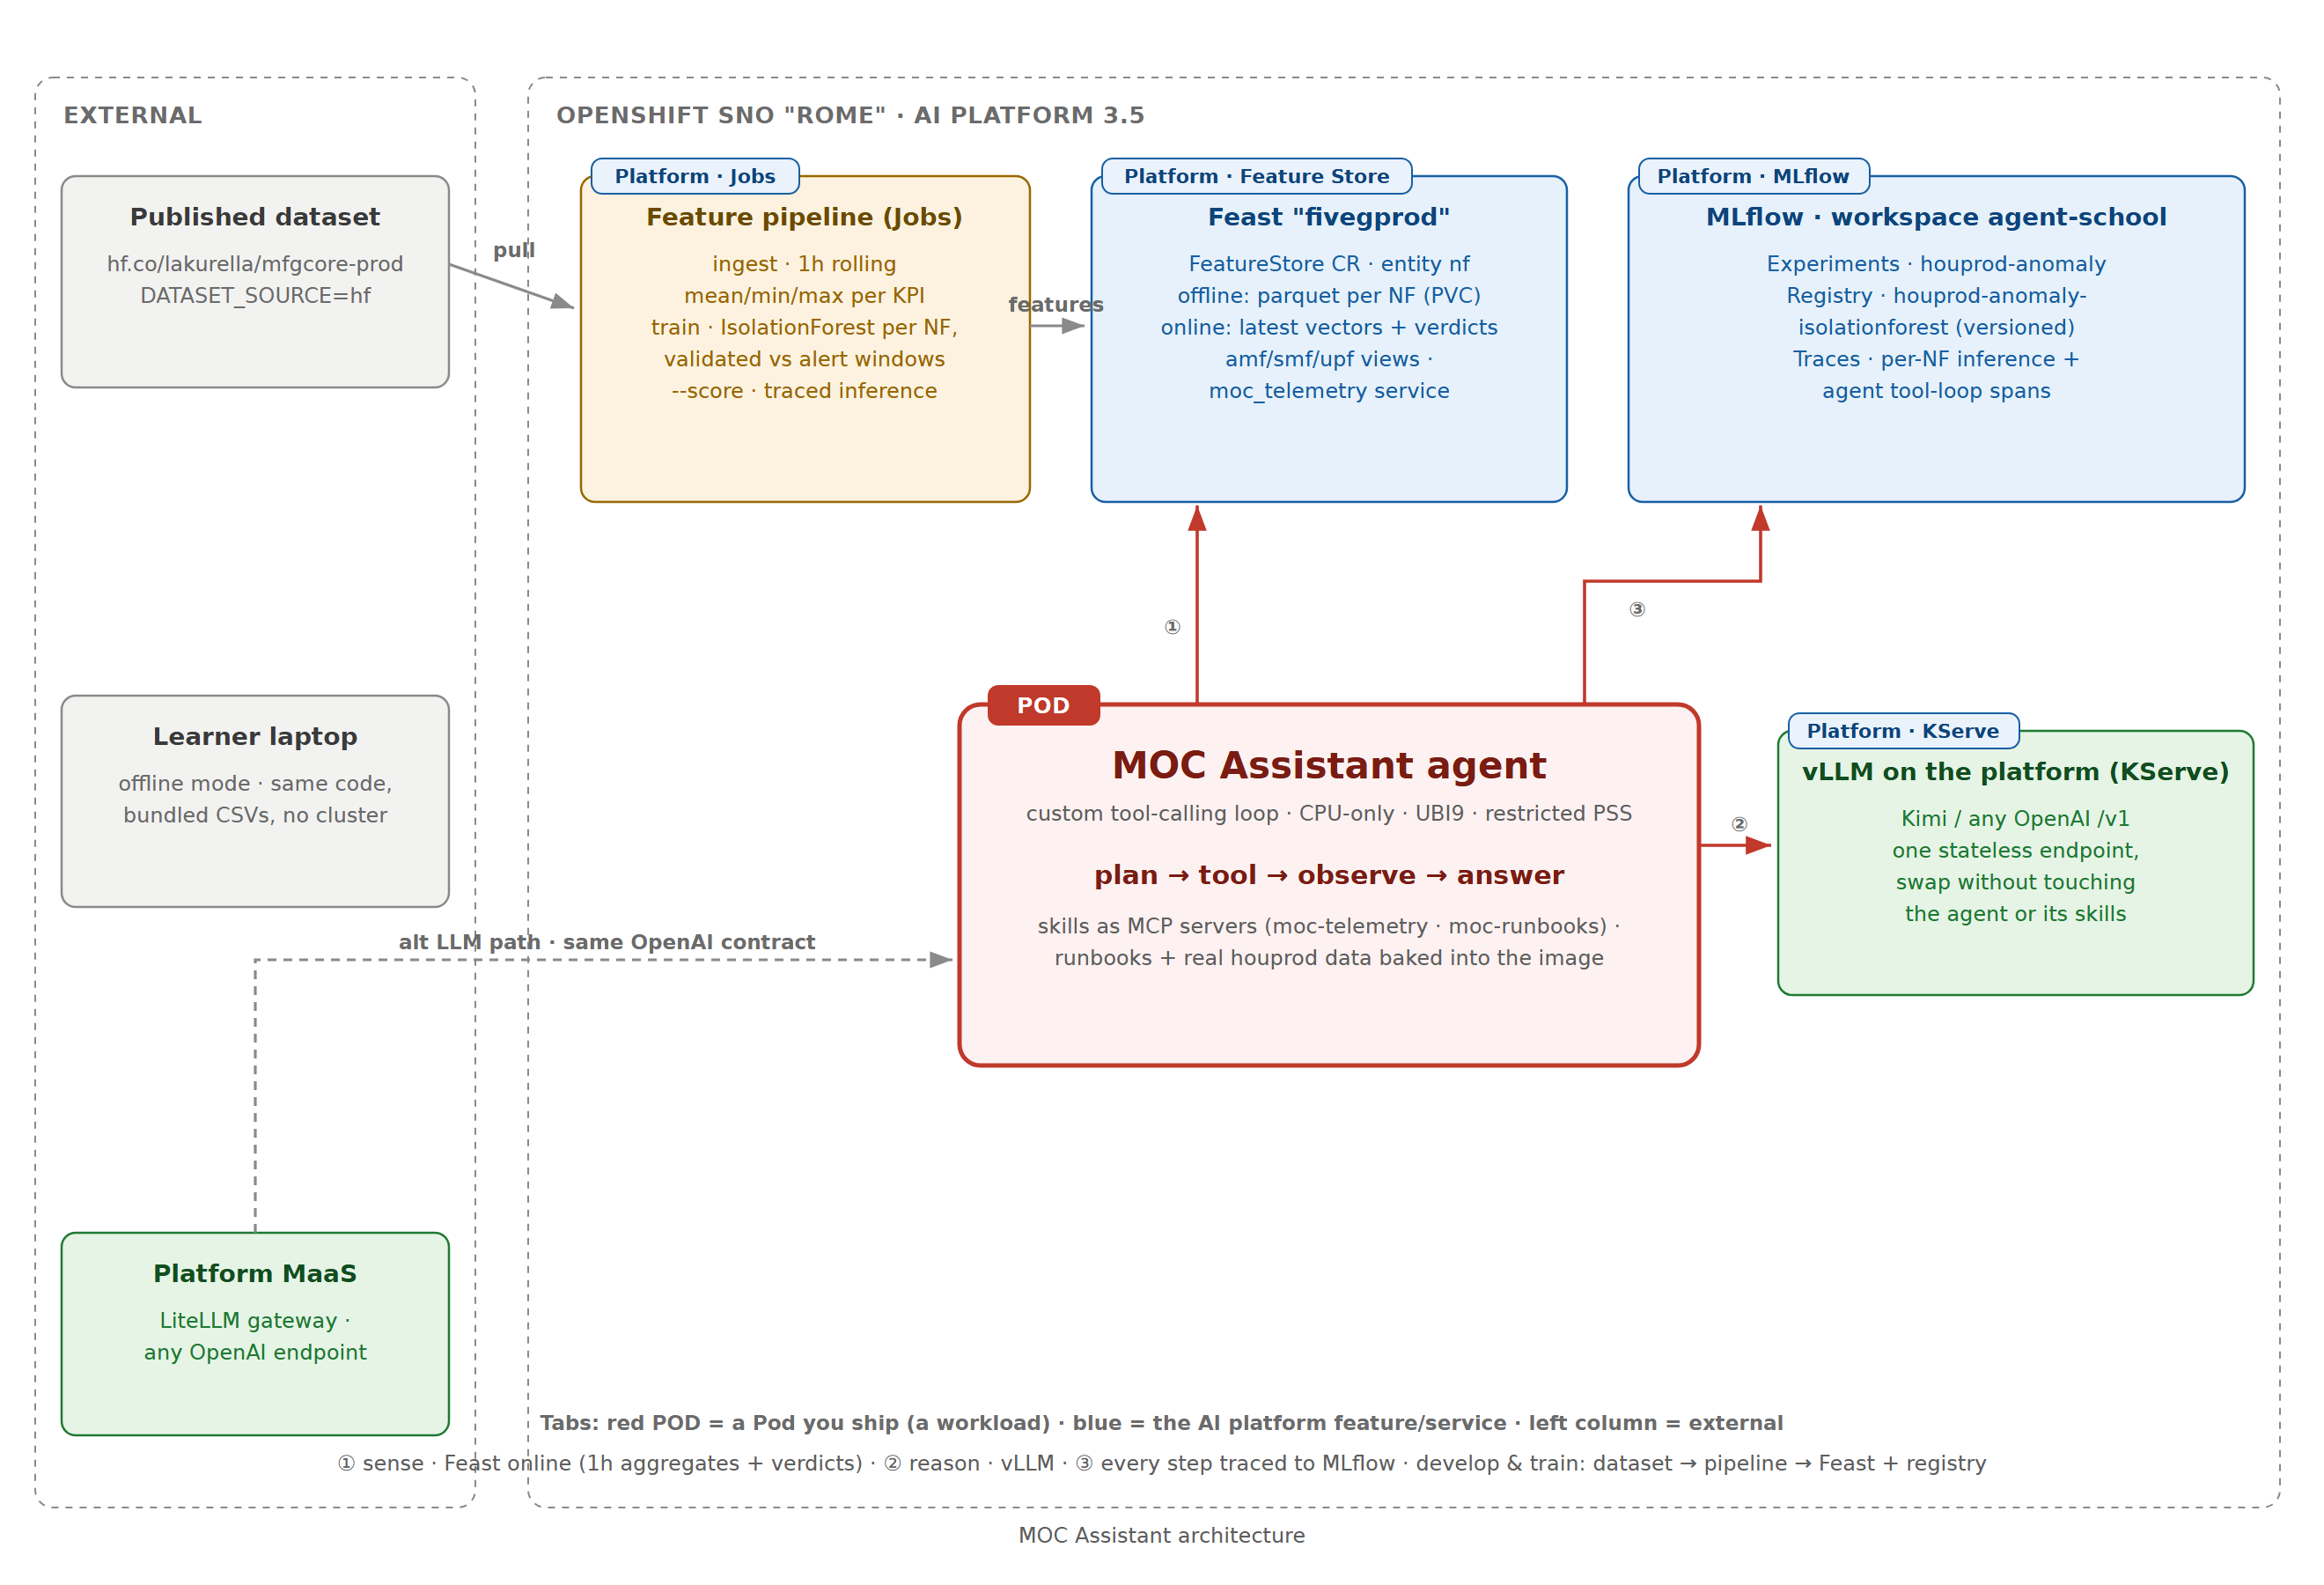 EXTERNAL
OPENSHIFT SNO "ROME" · AI PLATFORM 3.5
Published dataset
hf.co/lakurella/mfgcore-prod
DATASET_SOURCE=hf
pull
Platform · Jobs
Feature pipeline (Jobs)
ingest · 1h rolling
mean/min/max per KPI
train · IsolationForest per NF,
validated vs alert windows
--score · traced inference
features
Platform · Feature Store
Feast "fivegprod"
FeatureStore CR · entity nf
offline: parquet per NF (PVC)
online: latest vectors + verdicts
amf/smf/upf views ·
moc_telemetry service
Platform · MLflow
MLflow · workspace agent-school
Experiments · houprod-anomaly
Registry · houprod-anomaly-
isolationforest (versioned)
Traces · per-NF inference +
agent tool-loop spans
①
③
Learner laptop
offline mode · same code,
bundled CSVs, no cluster
POD
MOC Assistant agent
custom tool-calling loop · CPU-only · UBI9 · restricted PSS
plan → tool → observe → answer
skills as MCP servers (moc-telemetry · moc-runbooks) ·
runbooks + real houprod data baked into the image
②
Platform · KServe
vLLM on the platform (KServe)
Kimi / any OpenAI /v1
one stateless endpoint,
swap without touching
the agent or its skills
alt LLM path · same OpenAI contract
Platform MaaS
LiteLLM gateway ·
any OpenAI endpoint
Tabs: red POD = a Pod you ship (a workload) · blue = the AI platform feature/service · left column = external
① sense · Feast online (1h aggregates + verdicts) · ② reason · vLLM · ③ every step traced to MLflow · develop & train: dataset → pipeline → Feast + registry
MOC Assistant architecture